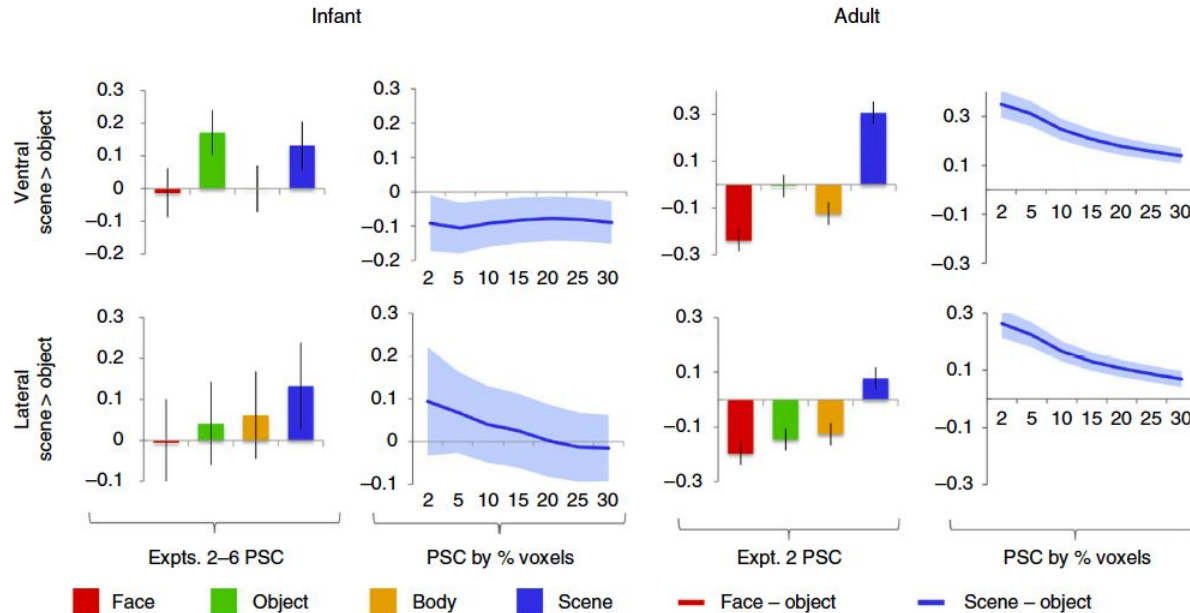 Infant
Adult
Ventral
scene > object
0.3
0.2
0.1
0
–0.1
–0.2
0.3
0.2
0.1
0
–0.1
–0.2
2 5 10 15 20 25 30
0.3
0.1
–0.1
–0.3
0.3
0.1
–0.1
–0.3
2 5 10 15 20 25 30
Lateral
scene > object
0.3
0.2
0.1
0
–0.1
0.3
0.2
0.1
0
–0.1
2 5 10 15 20 25 30
0.3
0.1
–0.1
–0.3
0.3
0.1
–0.1
–0.3
2 5 10 15 20 25 30
Expts. 2–6 PSC
PSC by % voxels
Expt. 2 PSC
PSC by % voxels
Face Object Body Scene Face – object Scene – object